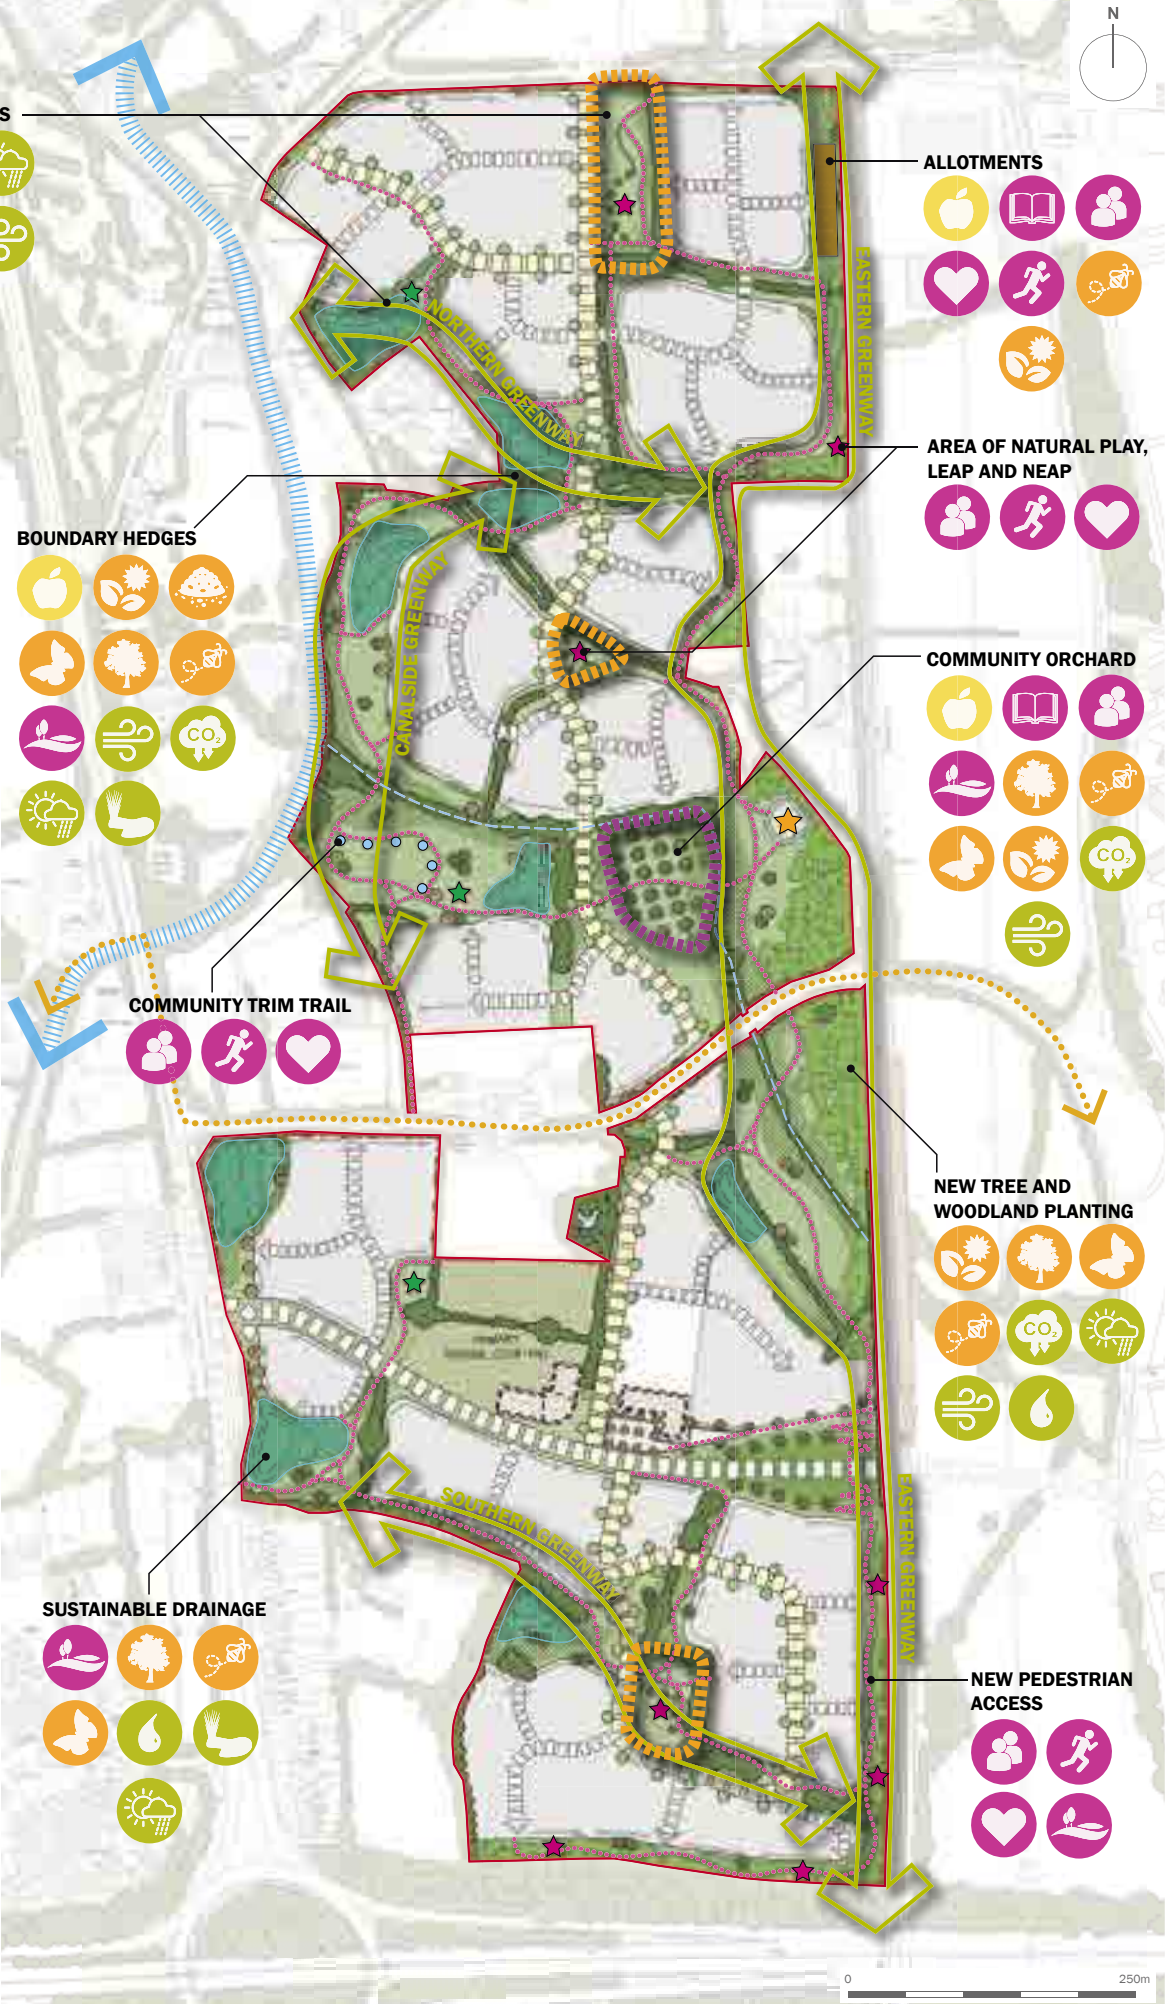 N
S
ALLOTMENTS
EASTERN GREENWAY
NORTHERN GREENWAY
AREA OF NATURAL PLAY,
LEAP AND NEAP
BOUNDARY HEDGES
CANALSIDE GREENWAY
COMMUNITY ORCHARD
CO₂
CO₂
COMMUNITY TRIM TRAIL
NEW TREE AND
WOODLAND PLANTING
CO₂
PRIMARY
SOUTHERN GREENWAY
EASTERN GREENWAY
SUSTAINABLE DRAINAGE
NEW PEDESTRIAN
ACCESS
0 250m